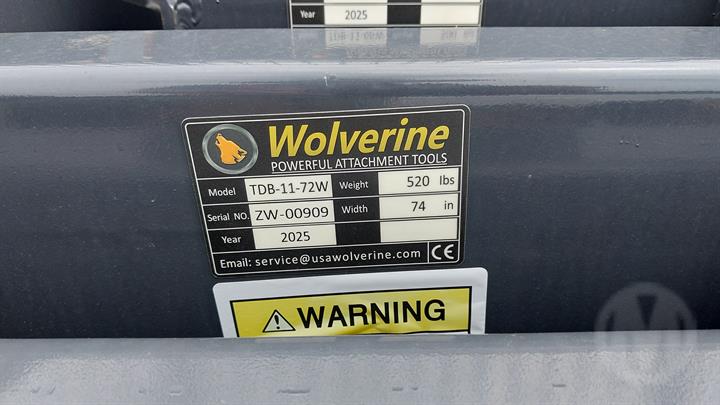 Year 2025
Wolverine
POWERFUL ATTACHMENT TOOLS
Model TDB-11-72W Weight 520 lbs
Serial NO. ZW-00909 Width 74 in
Year 2025
Email: service@usawolverine.com CE
WARNING